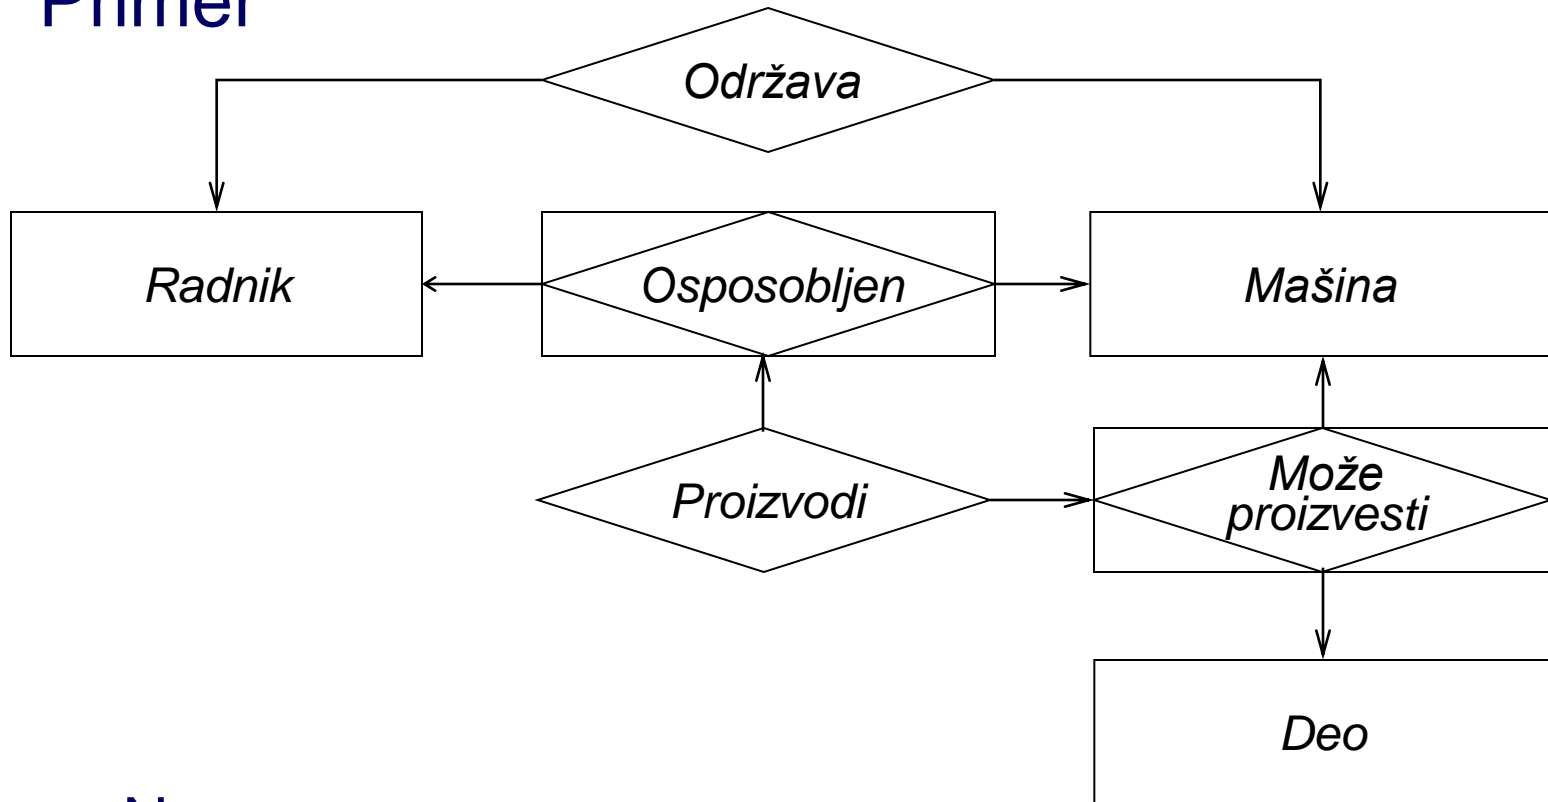 Primer
Održava
Radnik
Osposobljen
Mašina
Proizvodi
Može
proizvesti
Deo